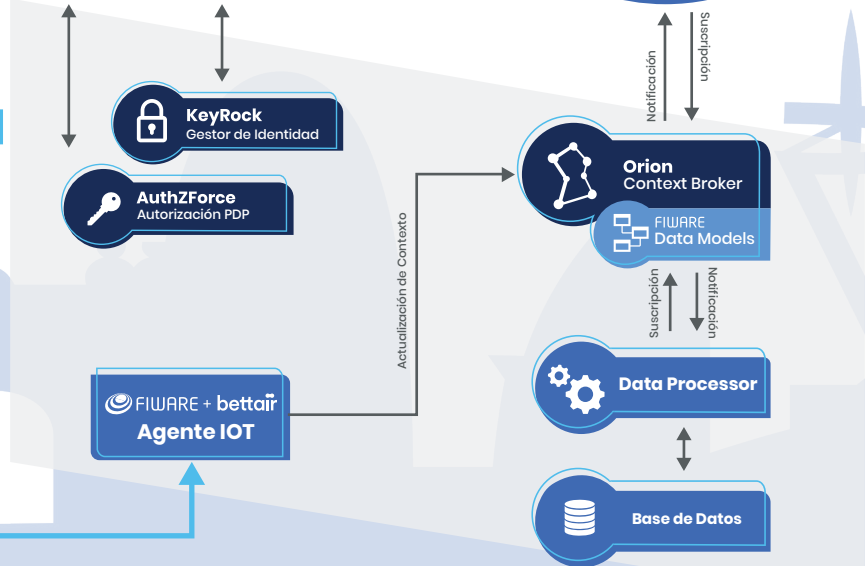 Notificación
Suscripción
KeyRock
Gestor de Identidad
AuthZForce
Autorización PDP
Orion
Context Broker
FIWARE
Data Models
Actualización de Contexto
Suscripción
Notificación
FIWARE + bettair
Agente IOT
Data Processor
Base de Datos